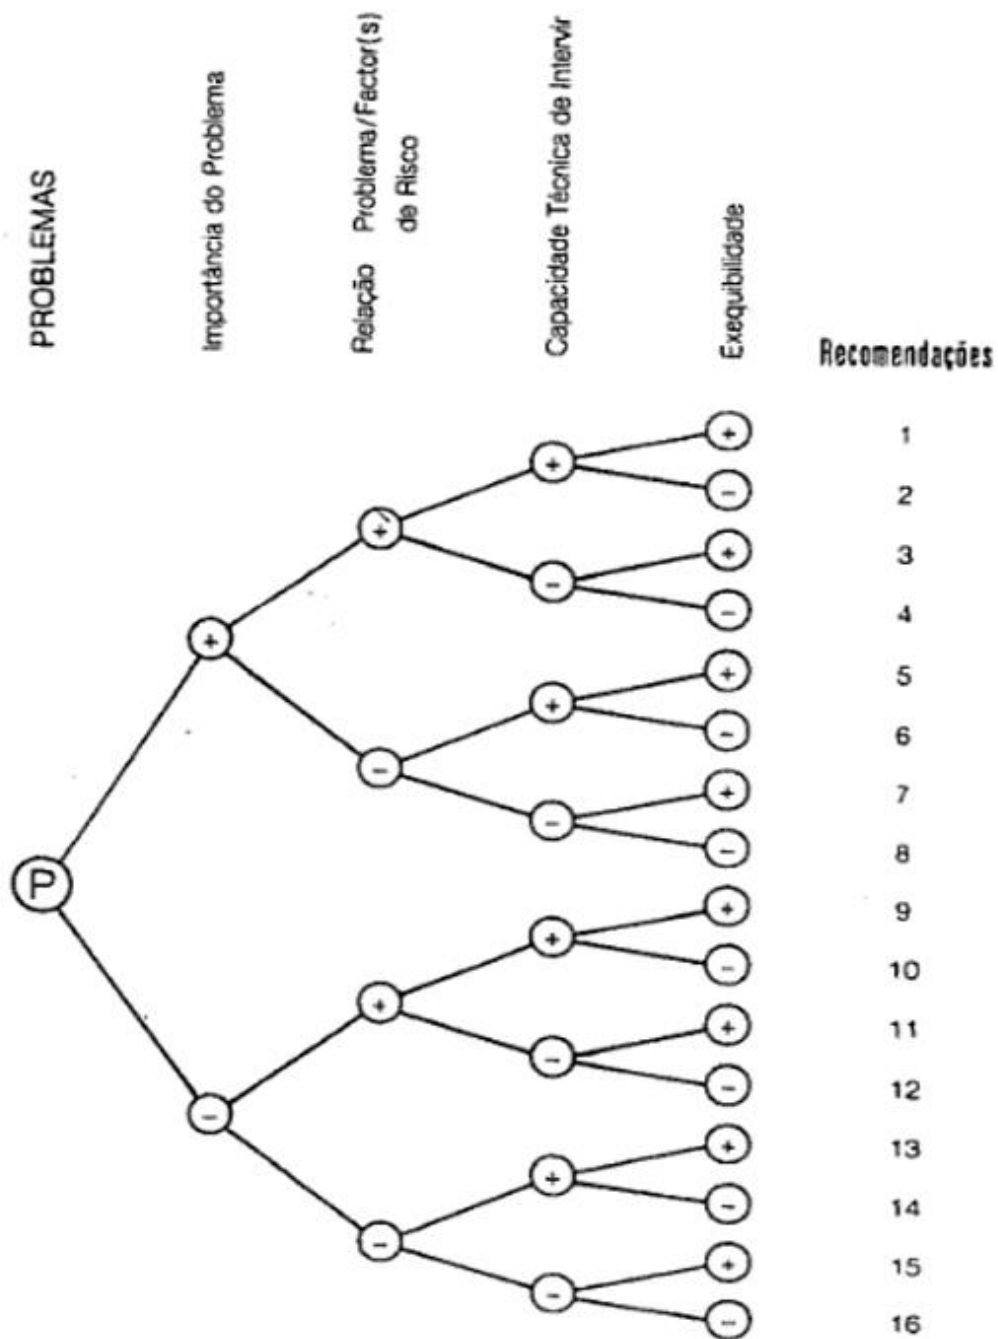 PROBLEMAS
Importância do Problema
Relação Problema/Factor(s)
de Risco
Capacidade Técnica de Intervir
Exequibilidade
Recomendações
+ 1
+ - 2
+ + 3
- - 4
+ + 5
+ - 6
- + 7
- - 8
P
+ 9
+ - 10
+ + 11
- - 12
- + 13
+ - 14
- + 15
- - 16